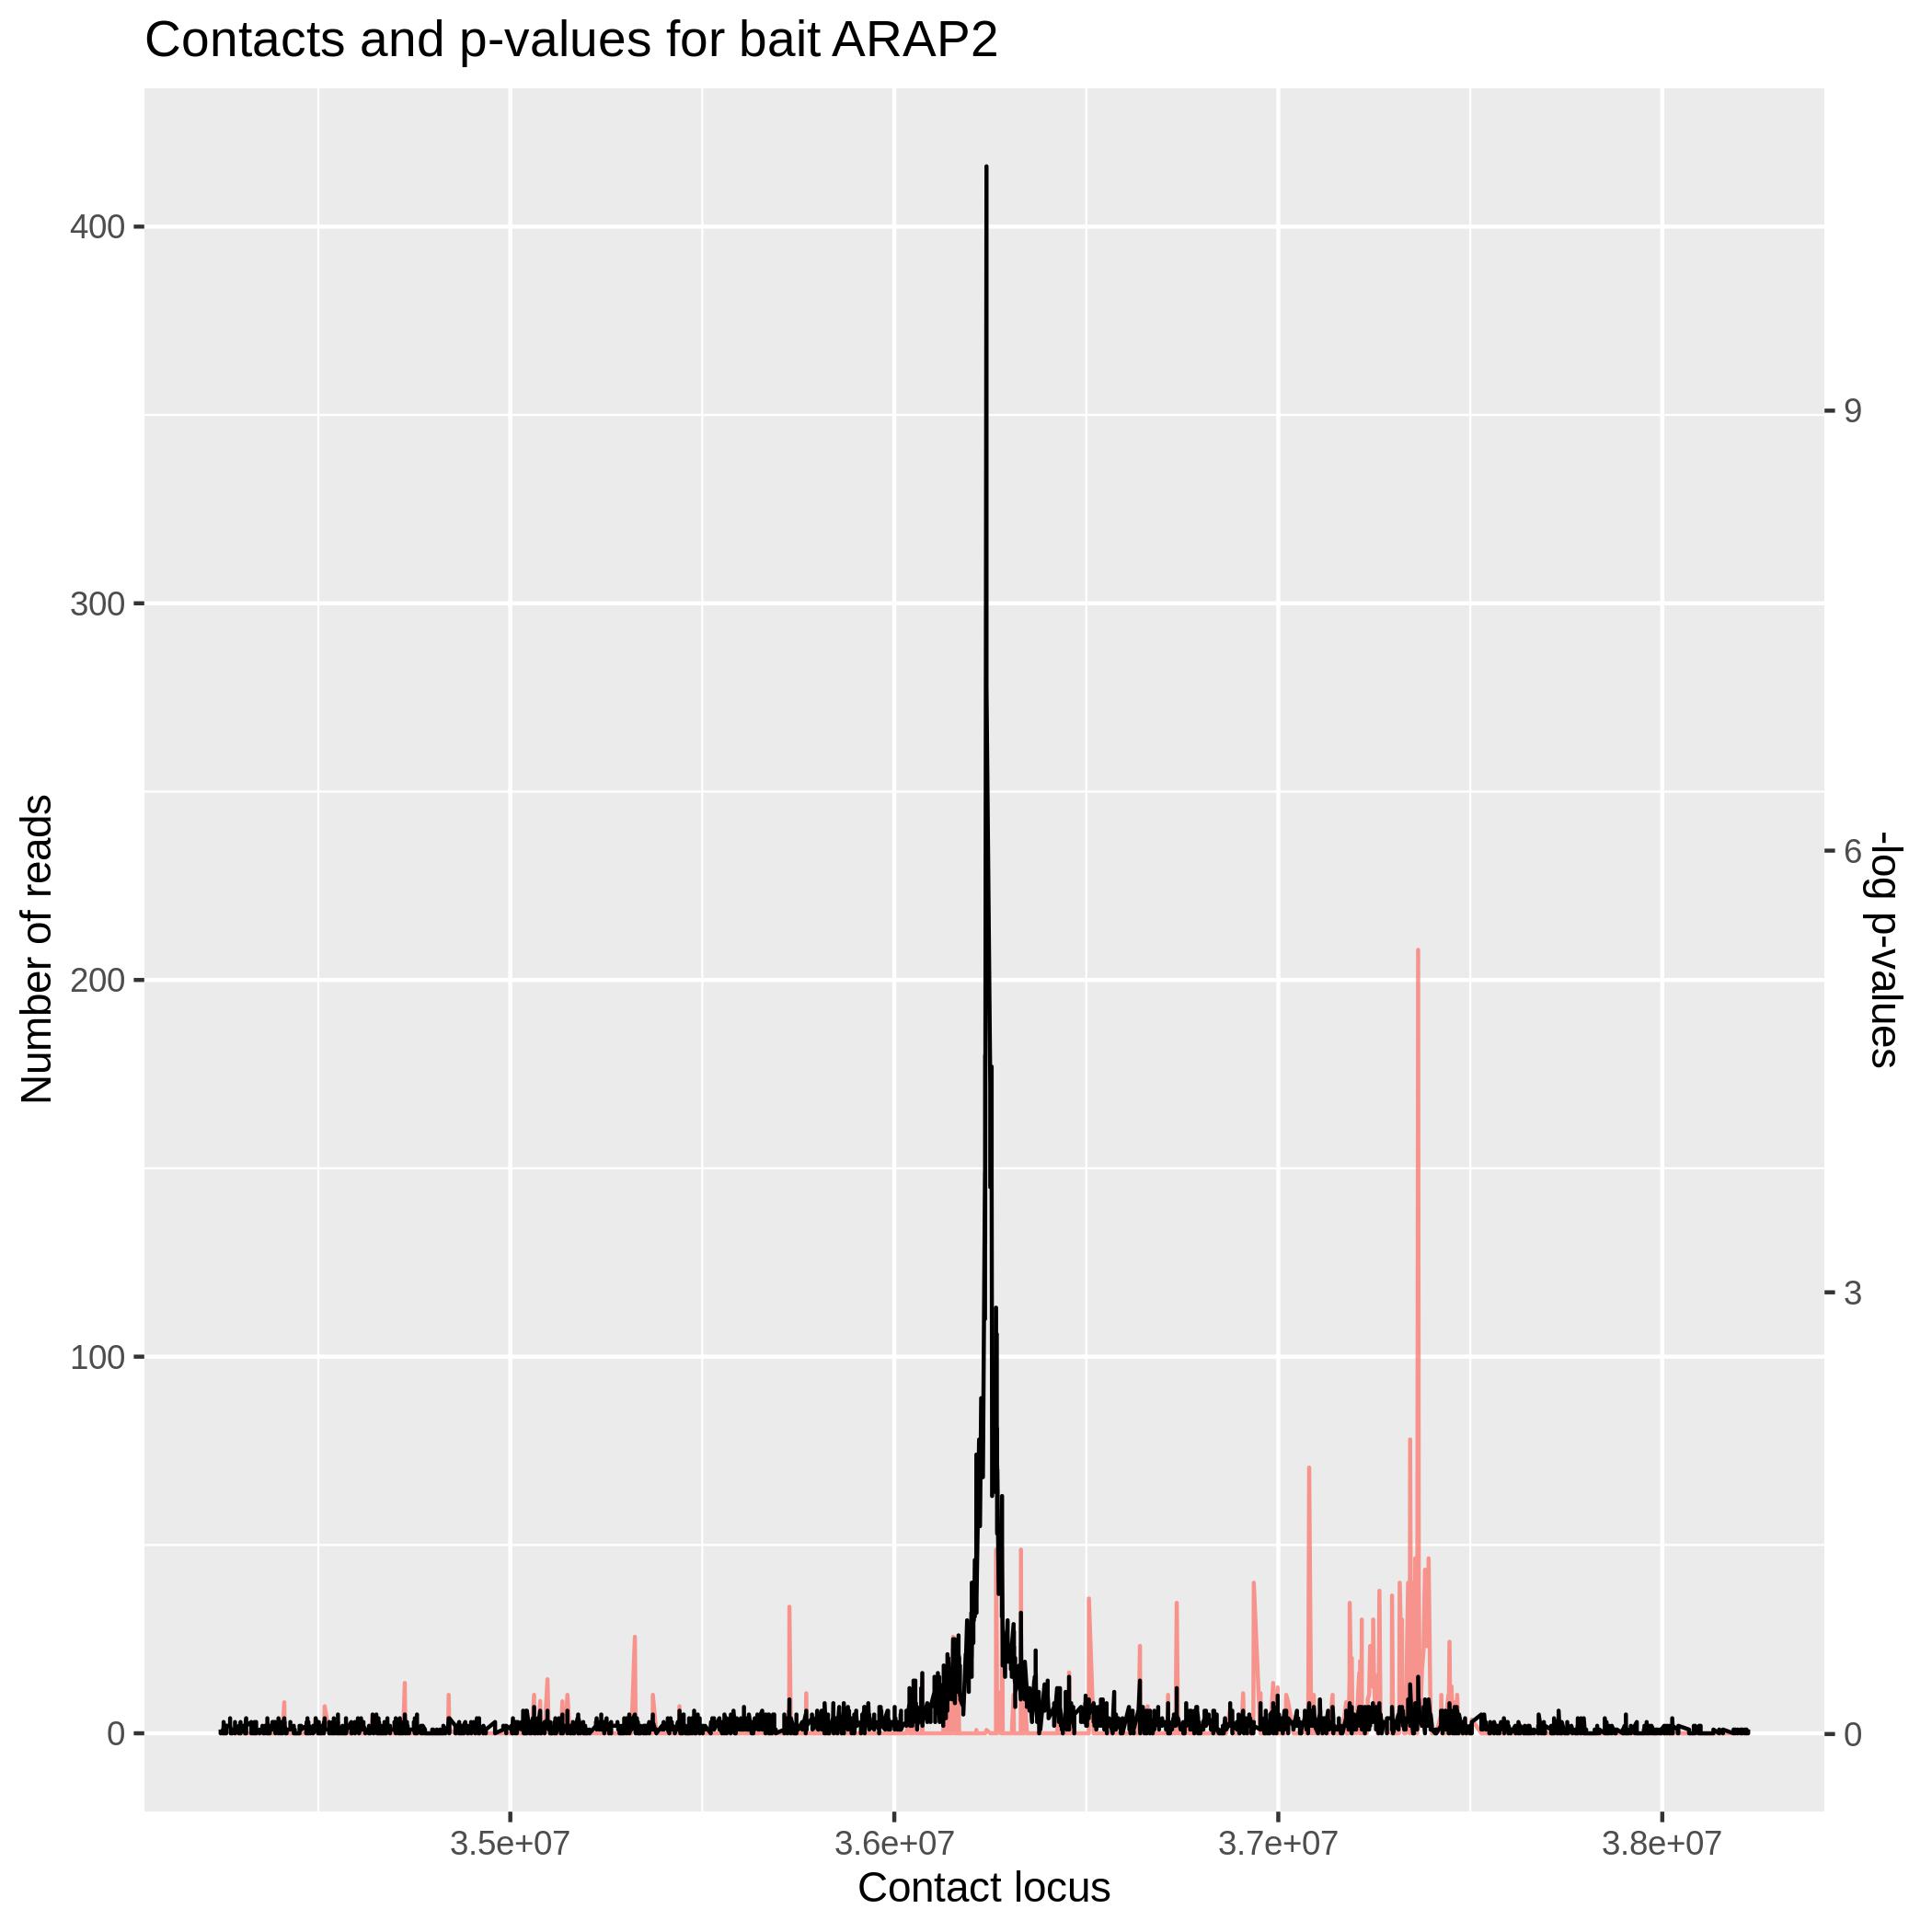 Contacts and p-values for bait ARAP2
400
300
200
100
0
Number of reads
9
6
3
0
-log p-values
3.5e+07
3.6e+07
3.7e+07
3.8e+07
Contact locus